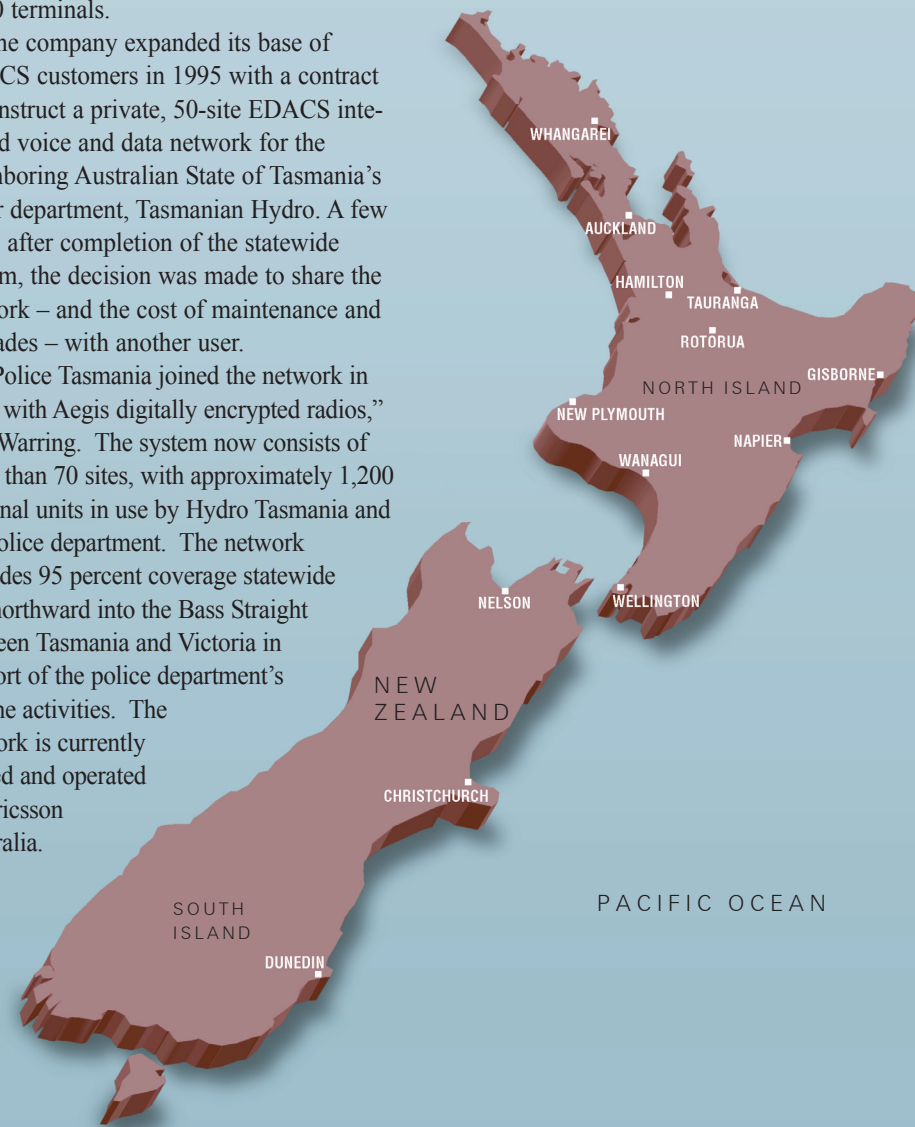 0 terminals.
ne company expanded its base of
CS customers in 1995 with a contract
onstruct a private, 50-site EDACS inte-
d voice and data network for the
nboring Australian State of Tasmania's
r department, Tasmanian Hydro. A few
after completion of the statewide
m, the decision was made to share the
ork – and the cost of maintenance and
ades – with another user.
Police Tasmania joined the network in
with Aegis digitally encrypted radios,”
Warring. The system now consists of
than 70 sites, with approximately 1,200
nal units in use by Hydro Tasmania and
olice department. The network
des 95 percent coverage statewide
northward into the Bass Straight
een Tasmania and Victoria in
ort of the police department's
ne activities. The
ork is currently
ed and operated
ricsson
ralia.
WHANGAREI
AUCKLAND
HAMILTON
TAURANGA
ROTORUA
GISBORNE
NORTH ISLAND
NEW PLYMOUTH
NAPIER
WANAGUI
WELLINGTON
NELSON
NEW
ZEALAND
CHRISTCHURCH
PACIFIC OCEAN
SOUTH
ISLAND
DUNEDIN